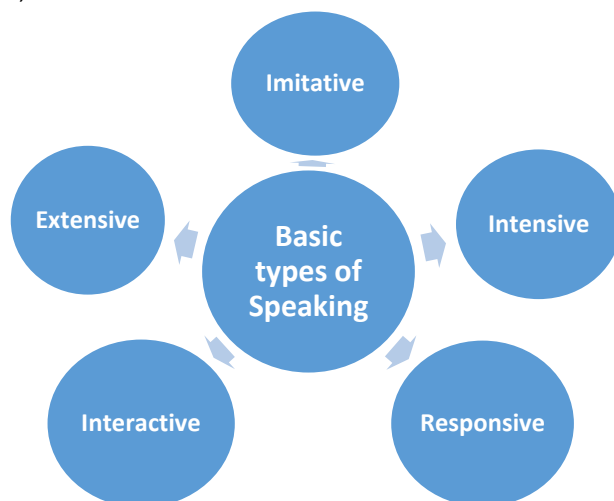 Imitative
Extensive
Basic
types of
Speaking
Intensive
Interactive
Responsive